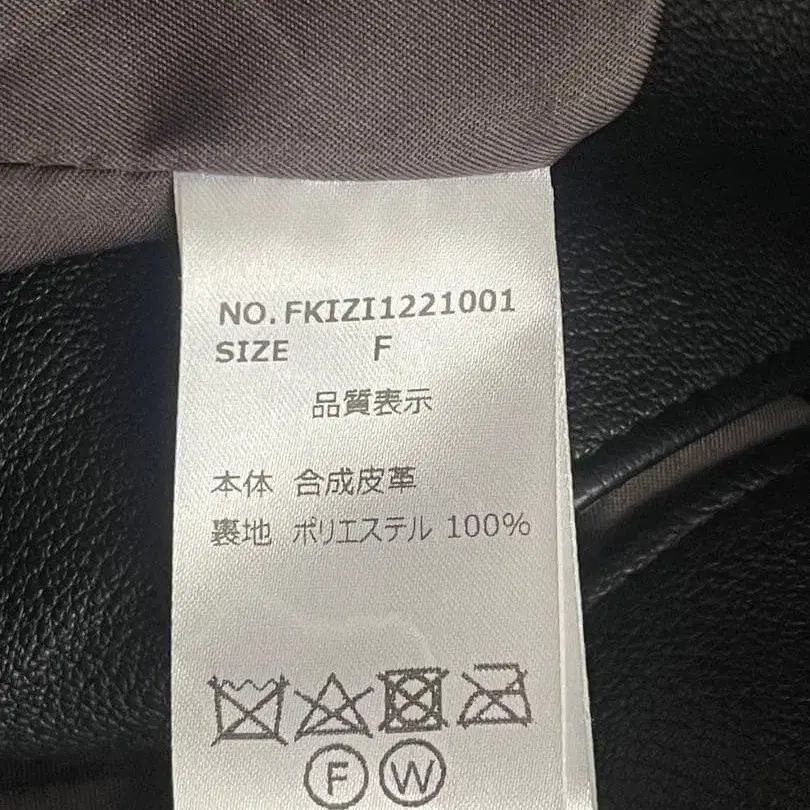 NO.FKIZI1221001
SIZE F
品質表示
本体 合成皮革
裏地 ポリエステル 100%
F W